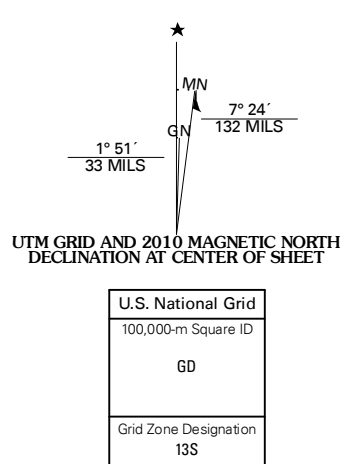 ★
MN
7° 24´
132 MILS
GN
1° 51´
33 MILS
UTM GRID AND 2010 MAGNETIC NORTH
DECLINATION AT CENTER OF SHEET
U.S. National Grid
100,000-m Square ID
GD
Grid Zone Designation
13S